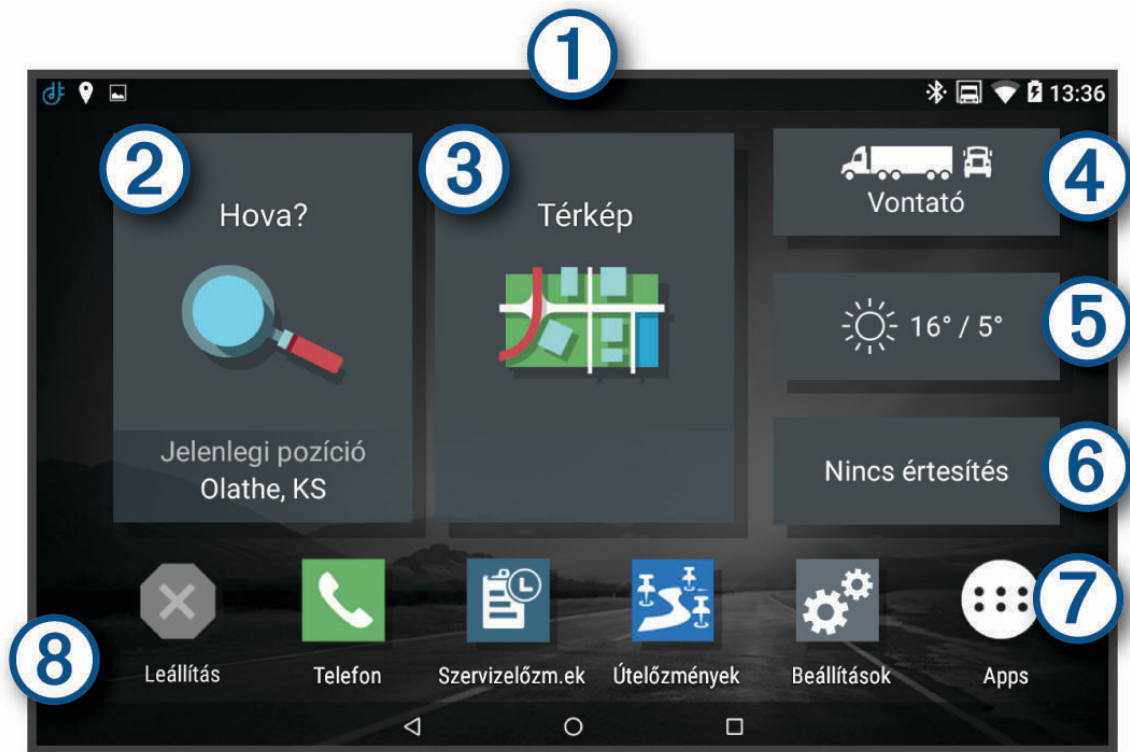 1
13:36
2
3
4
Hova?
Térkép
Vontató
16° / 5°
5
Jelenlegi pozíció
Olathe, KS
Nincs értesítés
6
7
8
Leállítás
Telefon
Szervizelőzm.ek
Útelőzmények
Beállítások
Apps